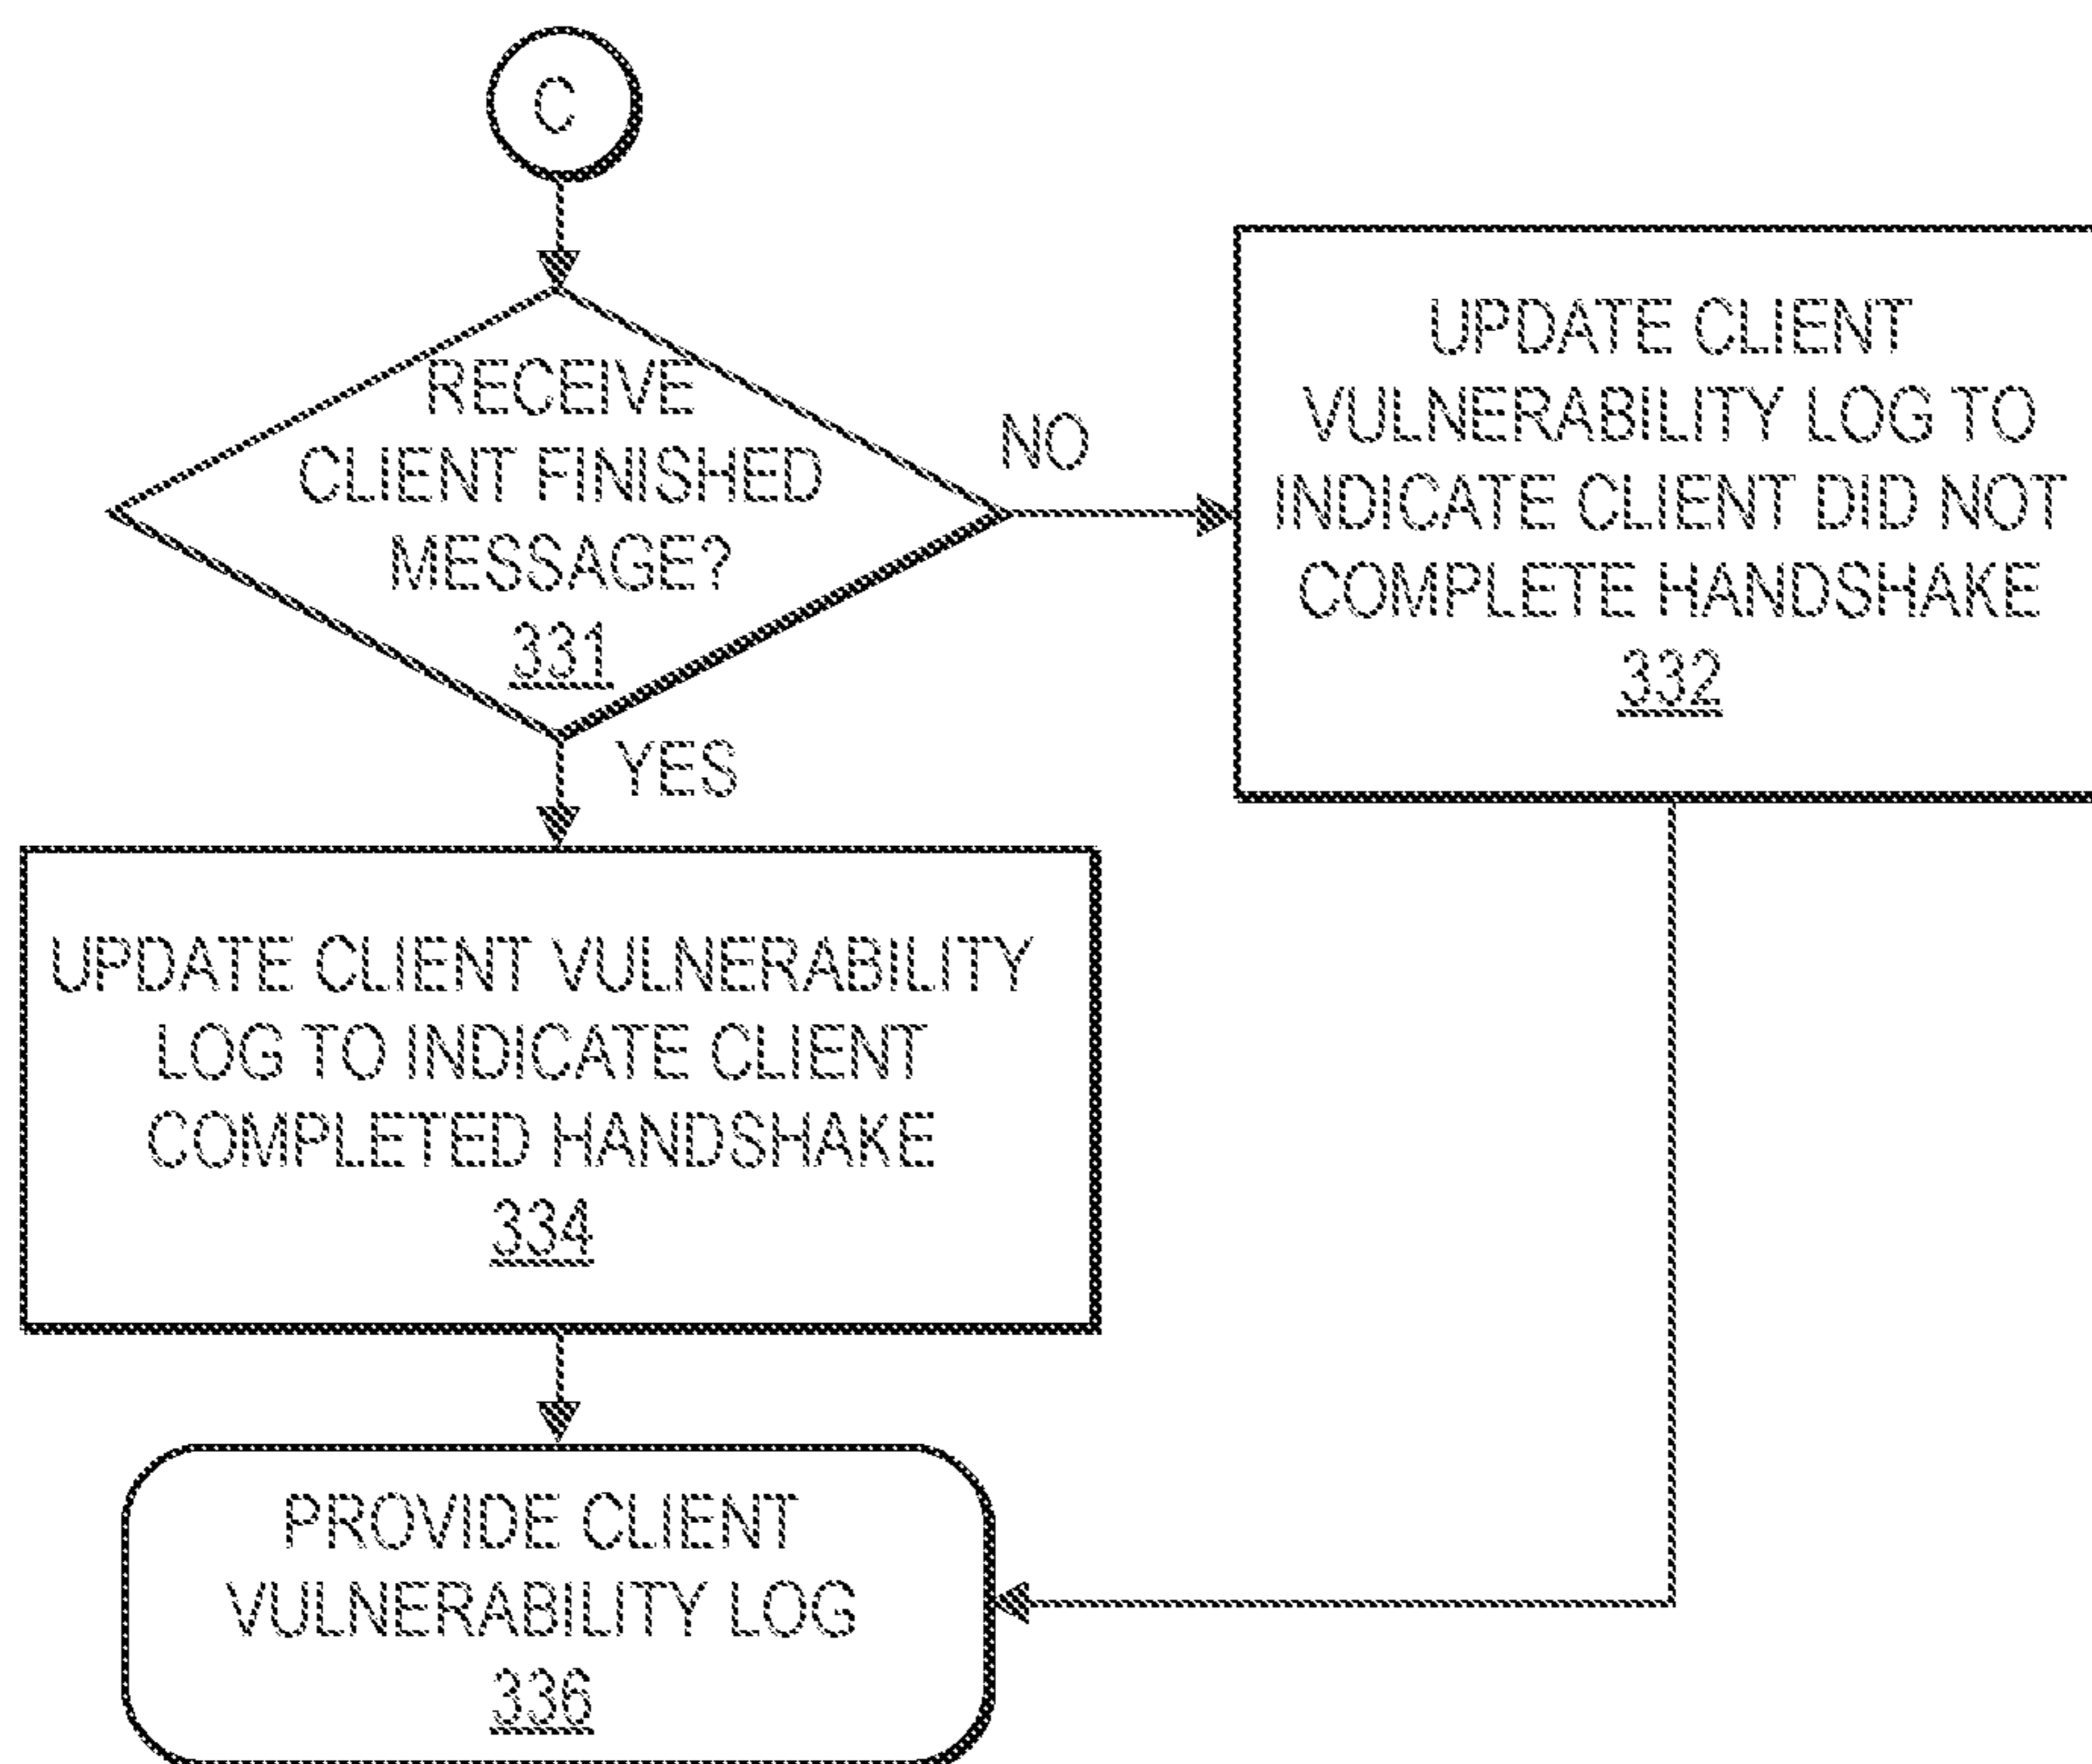 C
RECEIVE
CLIENT FINISHED
MESSAGE?
331
NO
UPDATE CLIENT
VULNERABILITY LOG TO
INDICATE CLIENT DID NOT
COMPLETE HANDSHAKE
332
YES
UPDATE CLIENT VULNERABILITY
LOG TO INDICATE CLIENT
COMPLETED HANDSHAKE
334
PROVIDE CLIENT
VULNERABILITY LOG
336